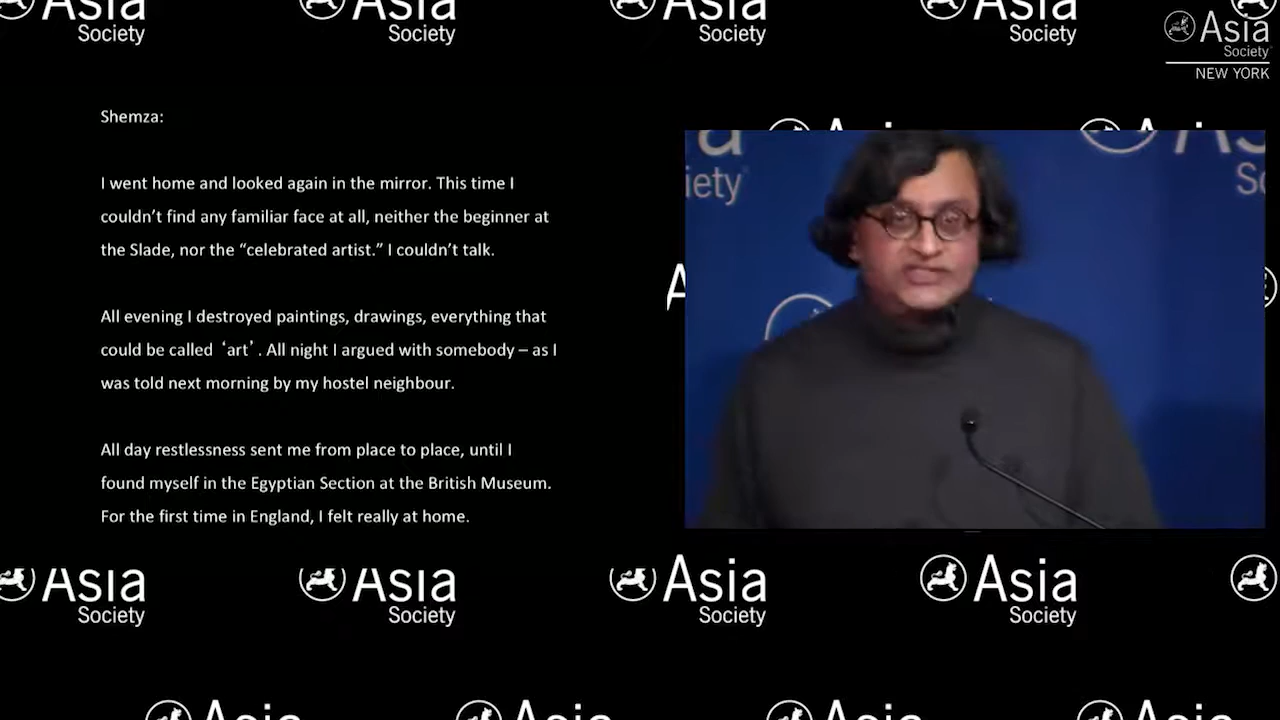 Asia
Society
Asia
Society
Asia
Society
Asia
Society
Asia
Society
NEW YORK
Shemza:
I went home and looked again in the mirror. This time I
couldn’t find any familiar face at all, neither the beginner at
the Slade, nor the “celebrated artist.” I couldn’t talk.
All evening I destroyed paintings, drawings, everything that
could be called ‘art’ . All night I argued with somebody – as I
was told next morning by my hostel neighbour.
All day restlessness sent me from place to place, until I
found myself in the Egyptian Section at the British Museum.
For the first time in England, I felt really at home.
Asia
Society
Asia
Society
Asia
Society
Asia
Society
Asia
Asia
Asia
Asia